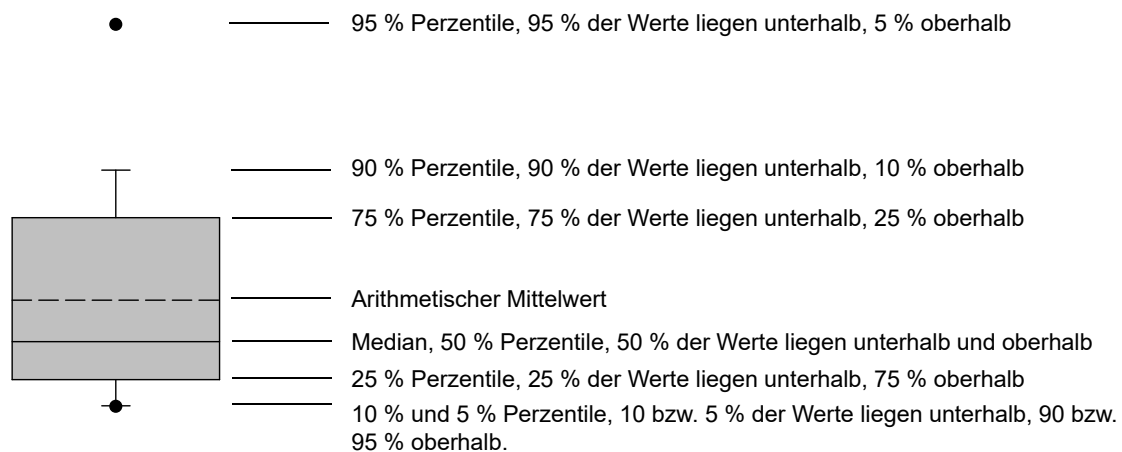 95 % Perzentile, 95 % der Werte liegen unterhalb, 5 % oberhalb
90 % Perzentile, 90 % der Werte liegen unterhalb, 10 % oberhalb
75 % Perzentile, 75 % der Werte liegen unterhalb, 25 % oberhalb
Arithmetischer Mittelwert
Median, 50 % Perzentile, 50 % der Werte liegen unterhalb und oberhalb
25 % Perzentile, 25 % der Werte liegen unterhalb, 75 % oberhalb
10 % und 5 % Perzentile, 10 bzw. 5 % der Werte liegen unterhalb, 90 bzw.
95 % oberhalb.